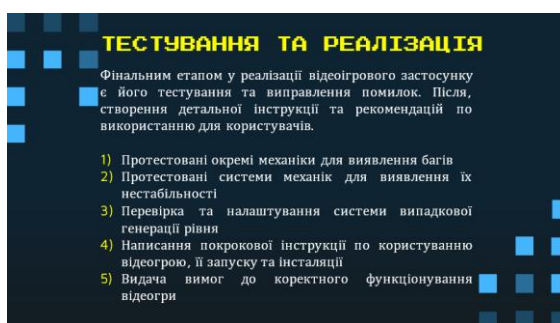 ТЕСТУВАННЯ ТА РЕАЛІЗАЦІЯ
Фінальним етапом у реалізації відеоігрового застосунку
є його тестування та виправлення помилок. Після,
створення детальної інструкції та рекомендацій по
використанню для користувачів.
1) Протестовані окремі механіки для виявлення багів
2) Протестовані системи механік для виявлення їх
нестабільності
3) Перевірка та налаштування системи випадкової
генерації рівня
4) Написання покрокової інструкції по користуванню
відеогрою, її запуску та інсталяції
5) Видача вимог до коректного функціонування
відеогри